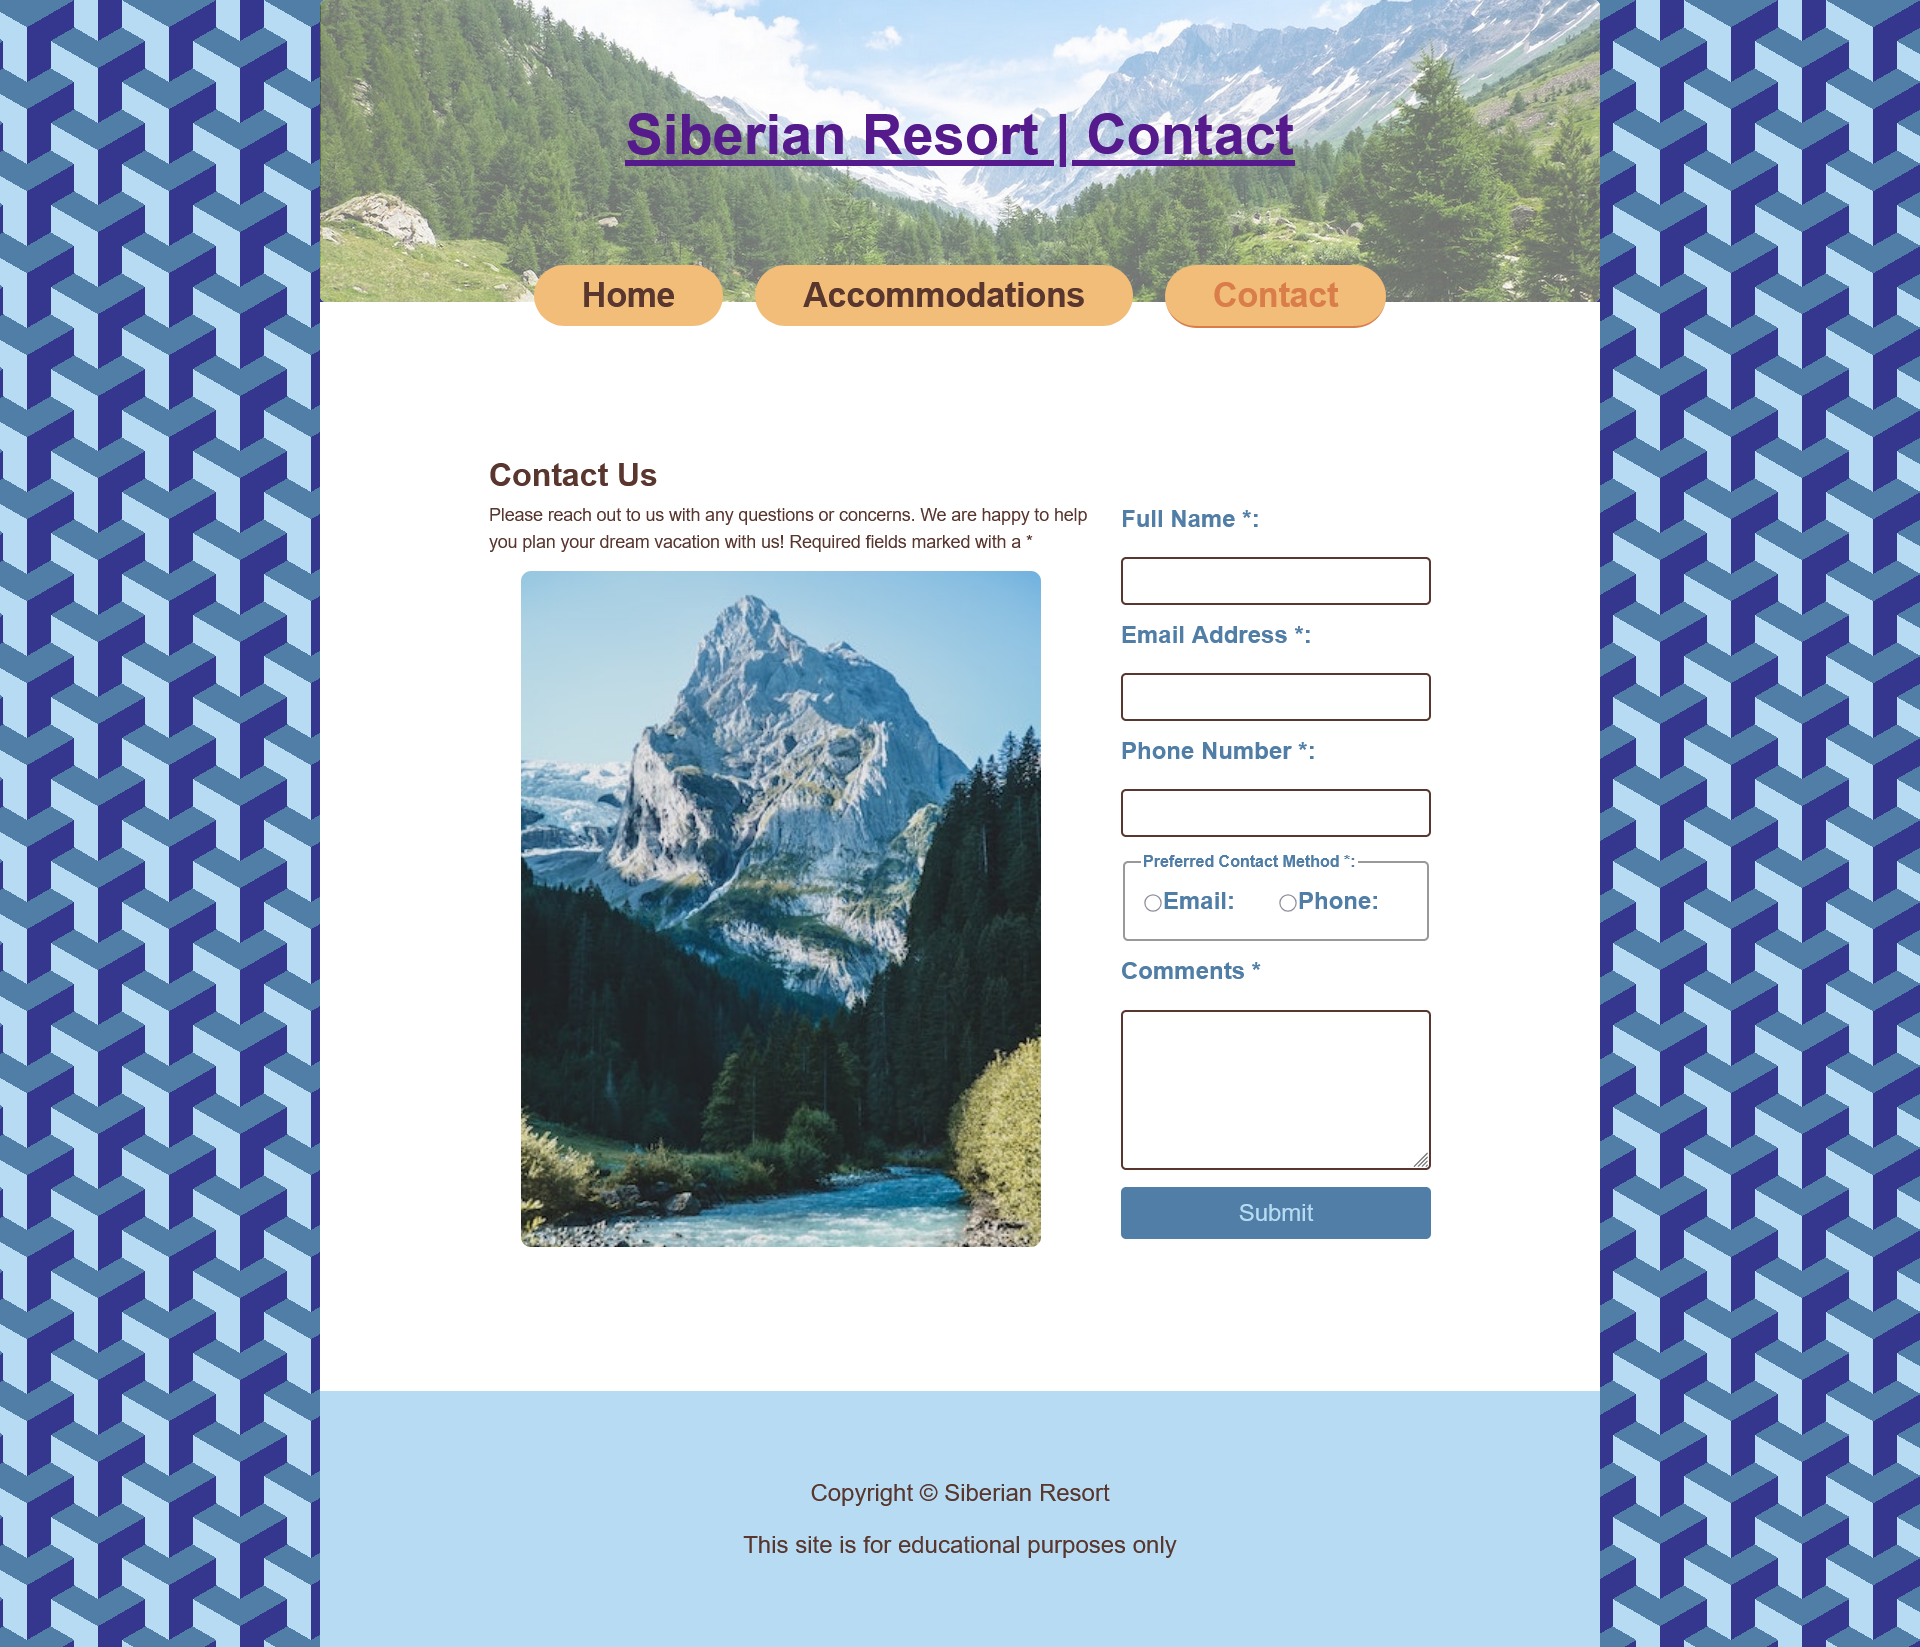 Siberian Resort | Contact
Home
Accommodations
Contact
Contact Us
Please reach out to us with any questions or concerns. We are happy to help
you plan your dream vacation with us! Required fields marked with a *
Full Name *:
Email Address *:
Phone Number *:
Preferred Contact Method *:
Email:
Phone:
Comments *
Submit
Copyright © Siberian Resort
This site is for educational purposes only